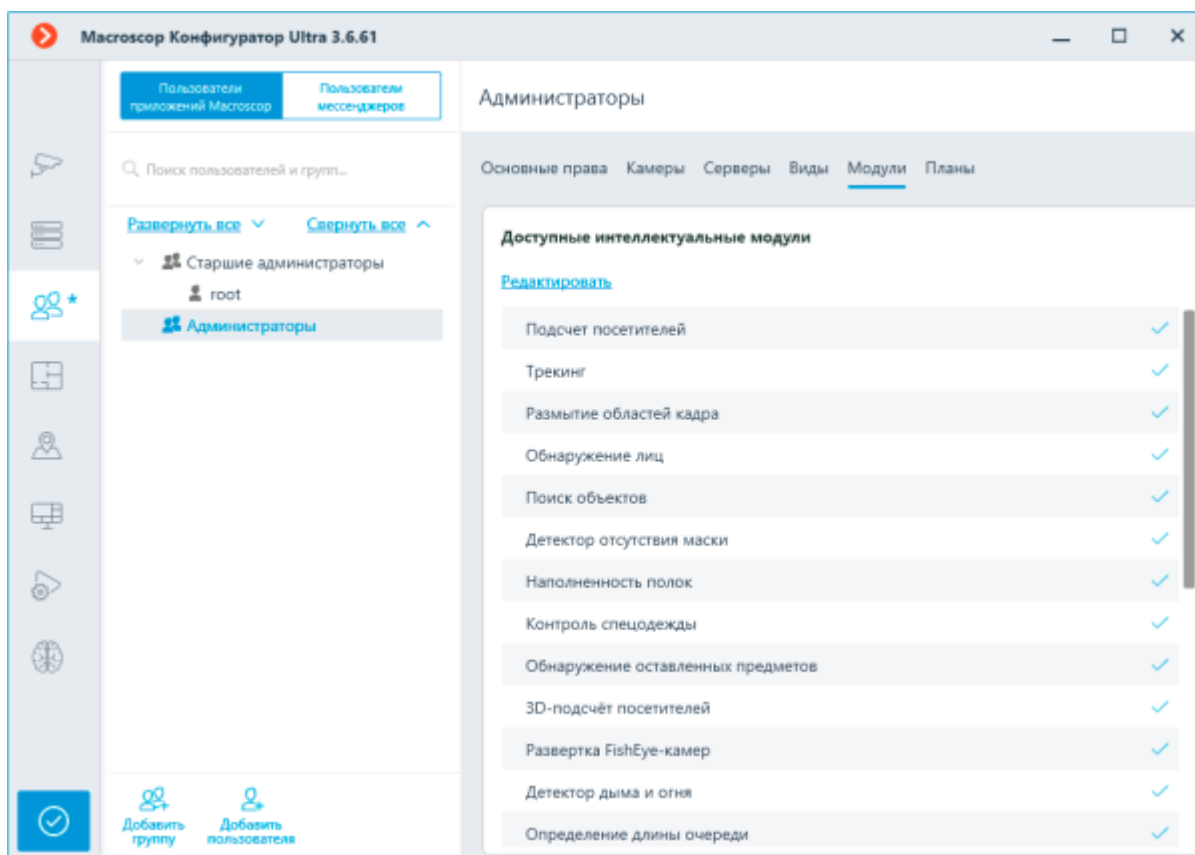 Macroscop Конфигуратор Ultra 3.6.61
Пользователи
приложений Macroscop
Пользователи
мессенджеров
Поиск пользователей и групп...
Развернуть все
Свернуть все
Старшие администраторы
root
Администраторы
Добавить
группу
Добавить
пользователя
Администраторы
Основные права Камеры Серверы Виды Модули Планы
Доступные интеллектуальные модули
Редактировать
Подсчет посетителей
Трекинг
Размытие областей кадра
Обнаружение лиц
Поиск объектов
Детектор отсутствия маски
Наполненность полок
Контроль спецодежды
Обнаружение оставленных предметов
3D-подсчёт посетителей
Развертка FishEye-камер
Детектор дыма и огня
Определение длины очереди